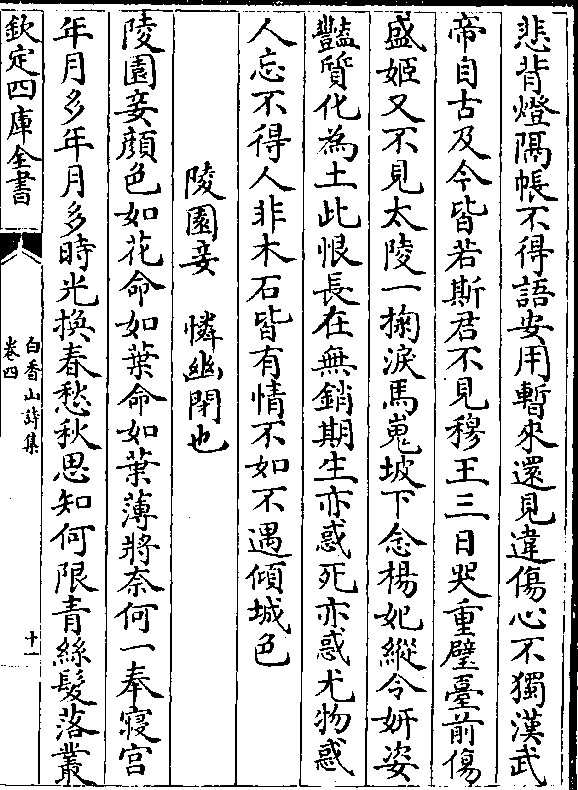 悲背燈隔帳不得語安用暫來還見違傷心不獨漢武
帝自古及今皆若斯君不見穆王三日哭重璧臺前傷
盛姬又不見太陵一掬淚馬嵬坡下念楊妃縱令妍姿
豔質化為土此恨長在無銷期生亦惑死亦惑尤物惑
人忘不得人非木石皆有情不如不遇傾城色
陵園妾 憐幽閉也
陵園妾顔色如花命如葉命如葉薄將奈何一奉寢宮
年月多年月多時光換春愁秋思知何限青絲髮落叢
欽定四庫全書
白香山詩集
卷四
十一